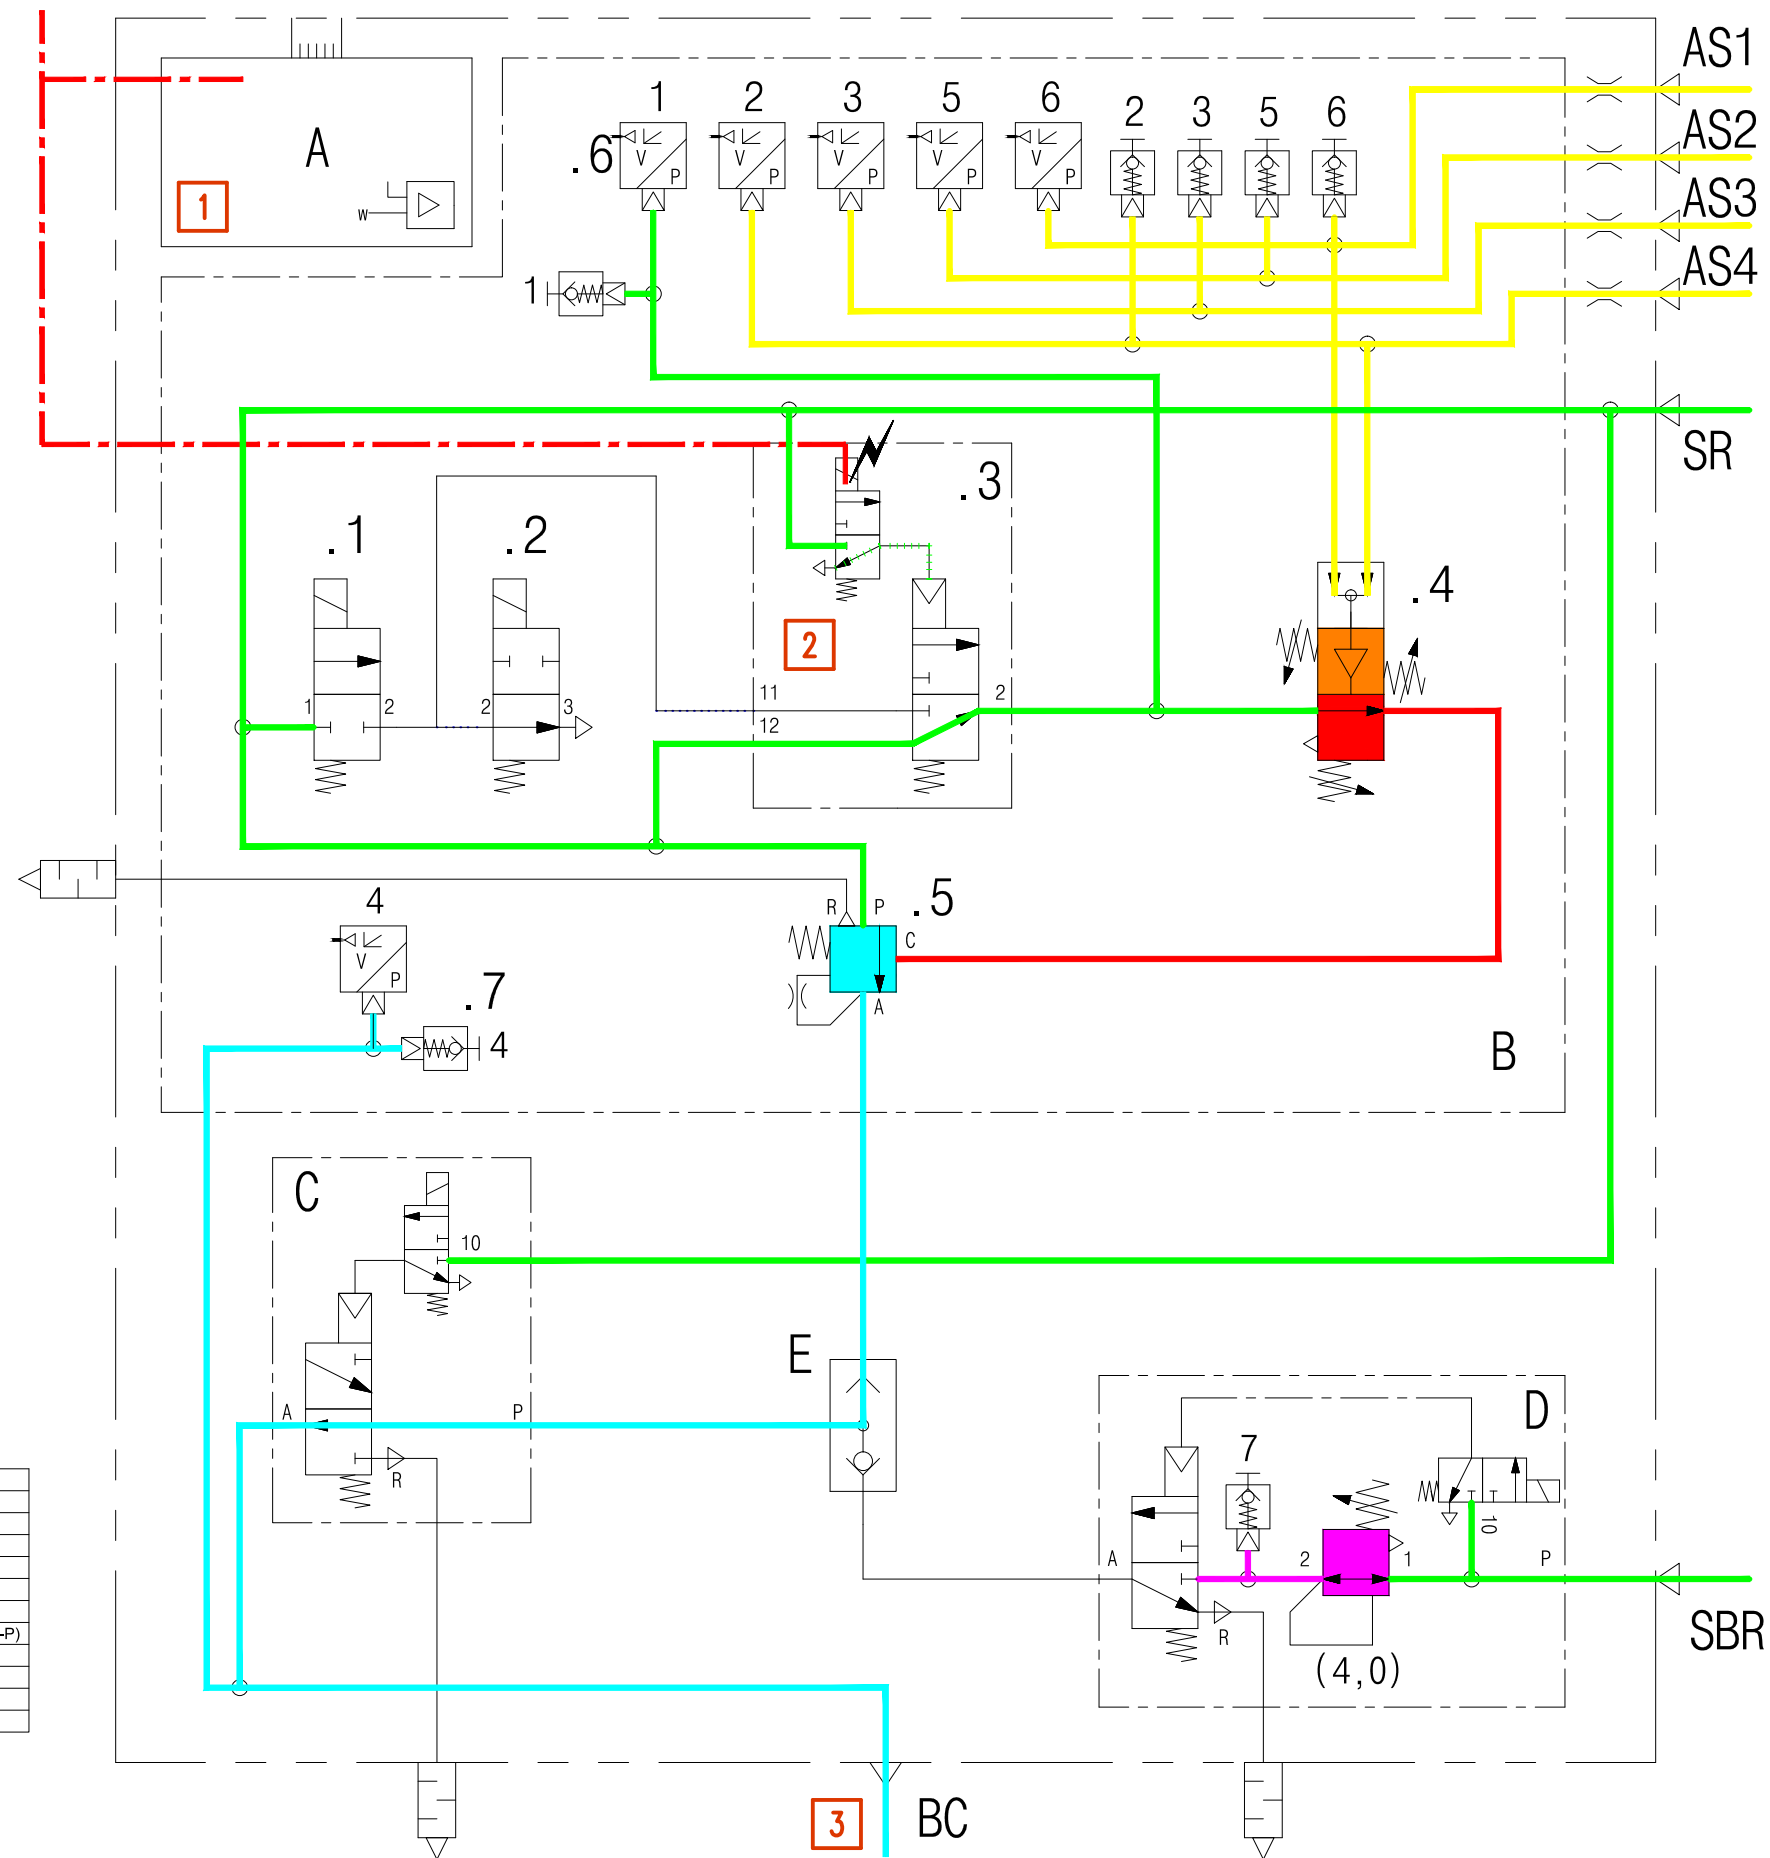 AS1
1 2 3 5 6 2 3 5 6
AS2
A .6
V P V P V P V P V P
AS3
1 W
AS4
1
SR
.3
.1 .2
.4
2
11 2
1 2 2 3
12
4 R P .5
C
V P
.7
A
4 B
C
10
E
D
A P
7
R
10
A 2 1 P
-P)
R
SBR
(4,0)
3 BC